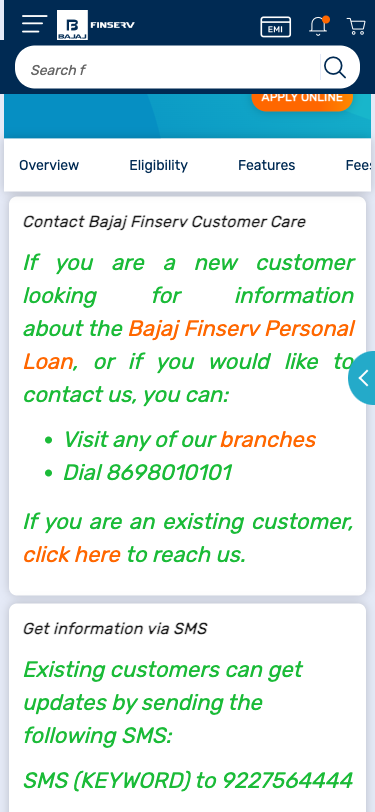 B
BAJAJ FINSERV
EMI
Search f
APPLY ONLINE
Overview Eligibility Features Fees
Contact Bajaj Finserv Customer Care
If you are a new customer
looking for information
about the Bajaj Finserv Personal
Loan, or if you would like to
contact us, you can:
• Visit any of our branches
• Dial 8698010101
If you are an existing customer,
click here to reach us.
Get information via SMS
Existing customers can get
updates by sending the
following SMS:
SMS (KEYWORD) to 9227564444